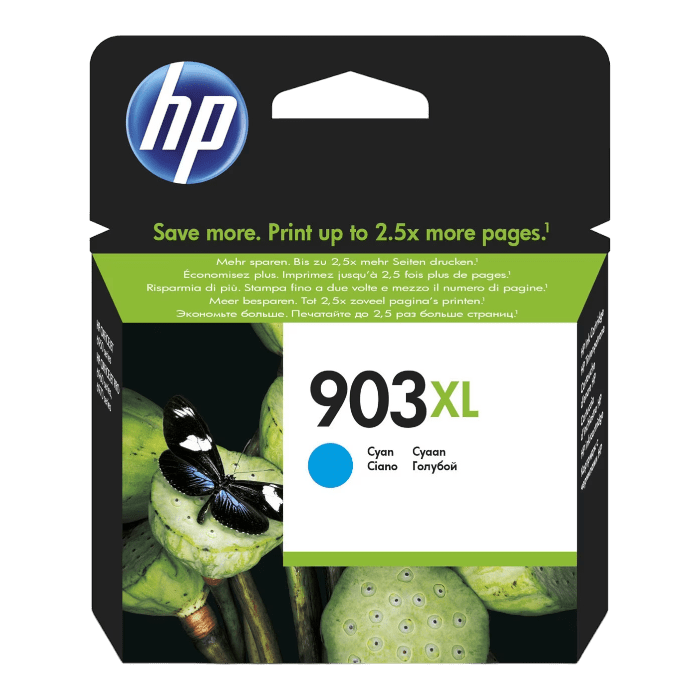 hp
Save more. Print up to 2.5x more pages.¹
Mehr sparen. Bis zu 2,5x mehr Seiten drucken.¹
Économisez plus. Imprimez jusqu'à 2,5 fois plus de pages.¹
Risparmia di più. Stampa fino a due volte e mezzo il numero di pagine.¹
Meer besparen. Tot 2,5x zoveel pagina's printen.¹
Экономьте больше. Печатайте до 2,5 раз больше страниц.¹
903XL
Cyan Cyaan
Ciano Голубой
HP Ink Cartridge